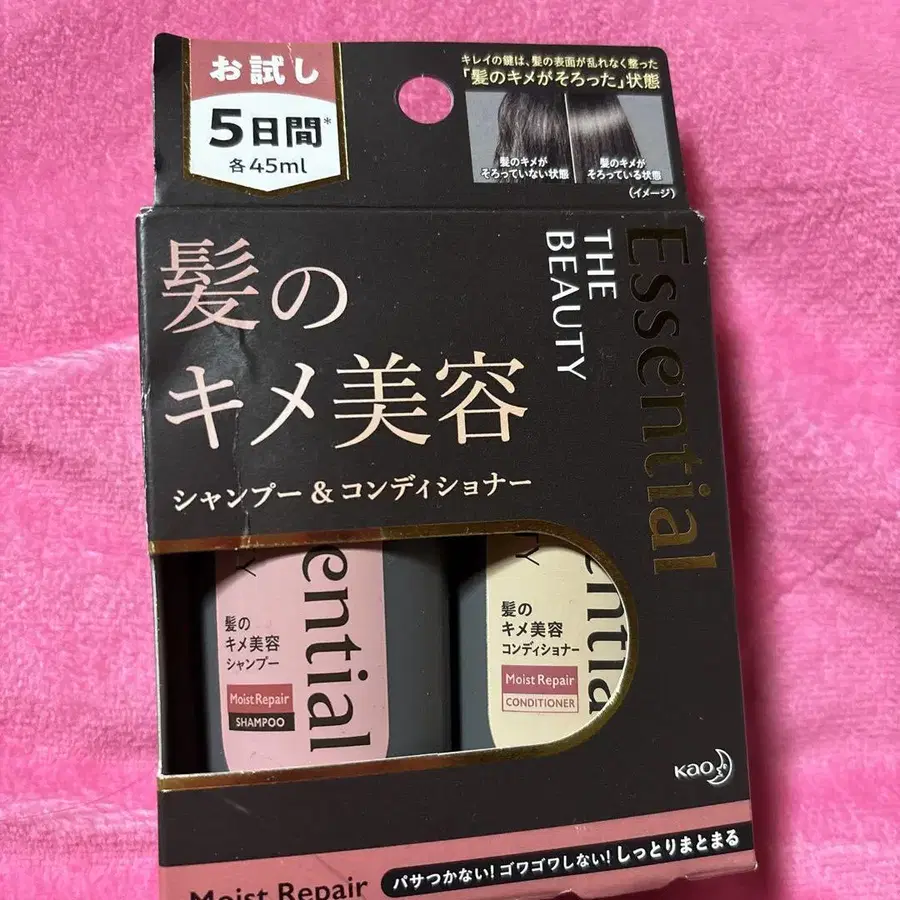 お試し
5日間*
各45ml
キレイの鍵は、髪の表面が乱れなく整った
「髪のキメがそろった」状態
髪のキメが
そろっていない状態
髪のキメが
そろっている状態
(イメージ)
Essential
THE
BEAUTY
髪の
キメ美容
シャンプー&コンディショナー
ential
TY
髪の
キメ美容
シャンプー
Moist Repair
SHAMPOO
TY
entia
髪の
キメ美容
コンディショナー
Moist Repair
CONDITIONER
Kao
Moist Repair
パサつかない!ゴワゴワしない!しっとりまとまる